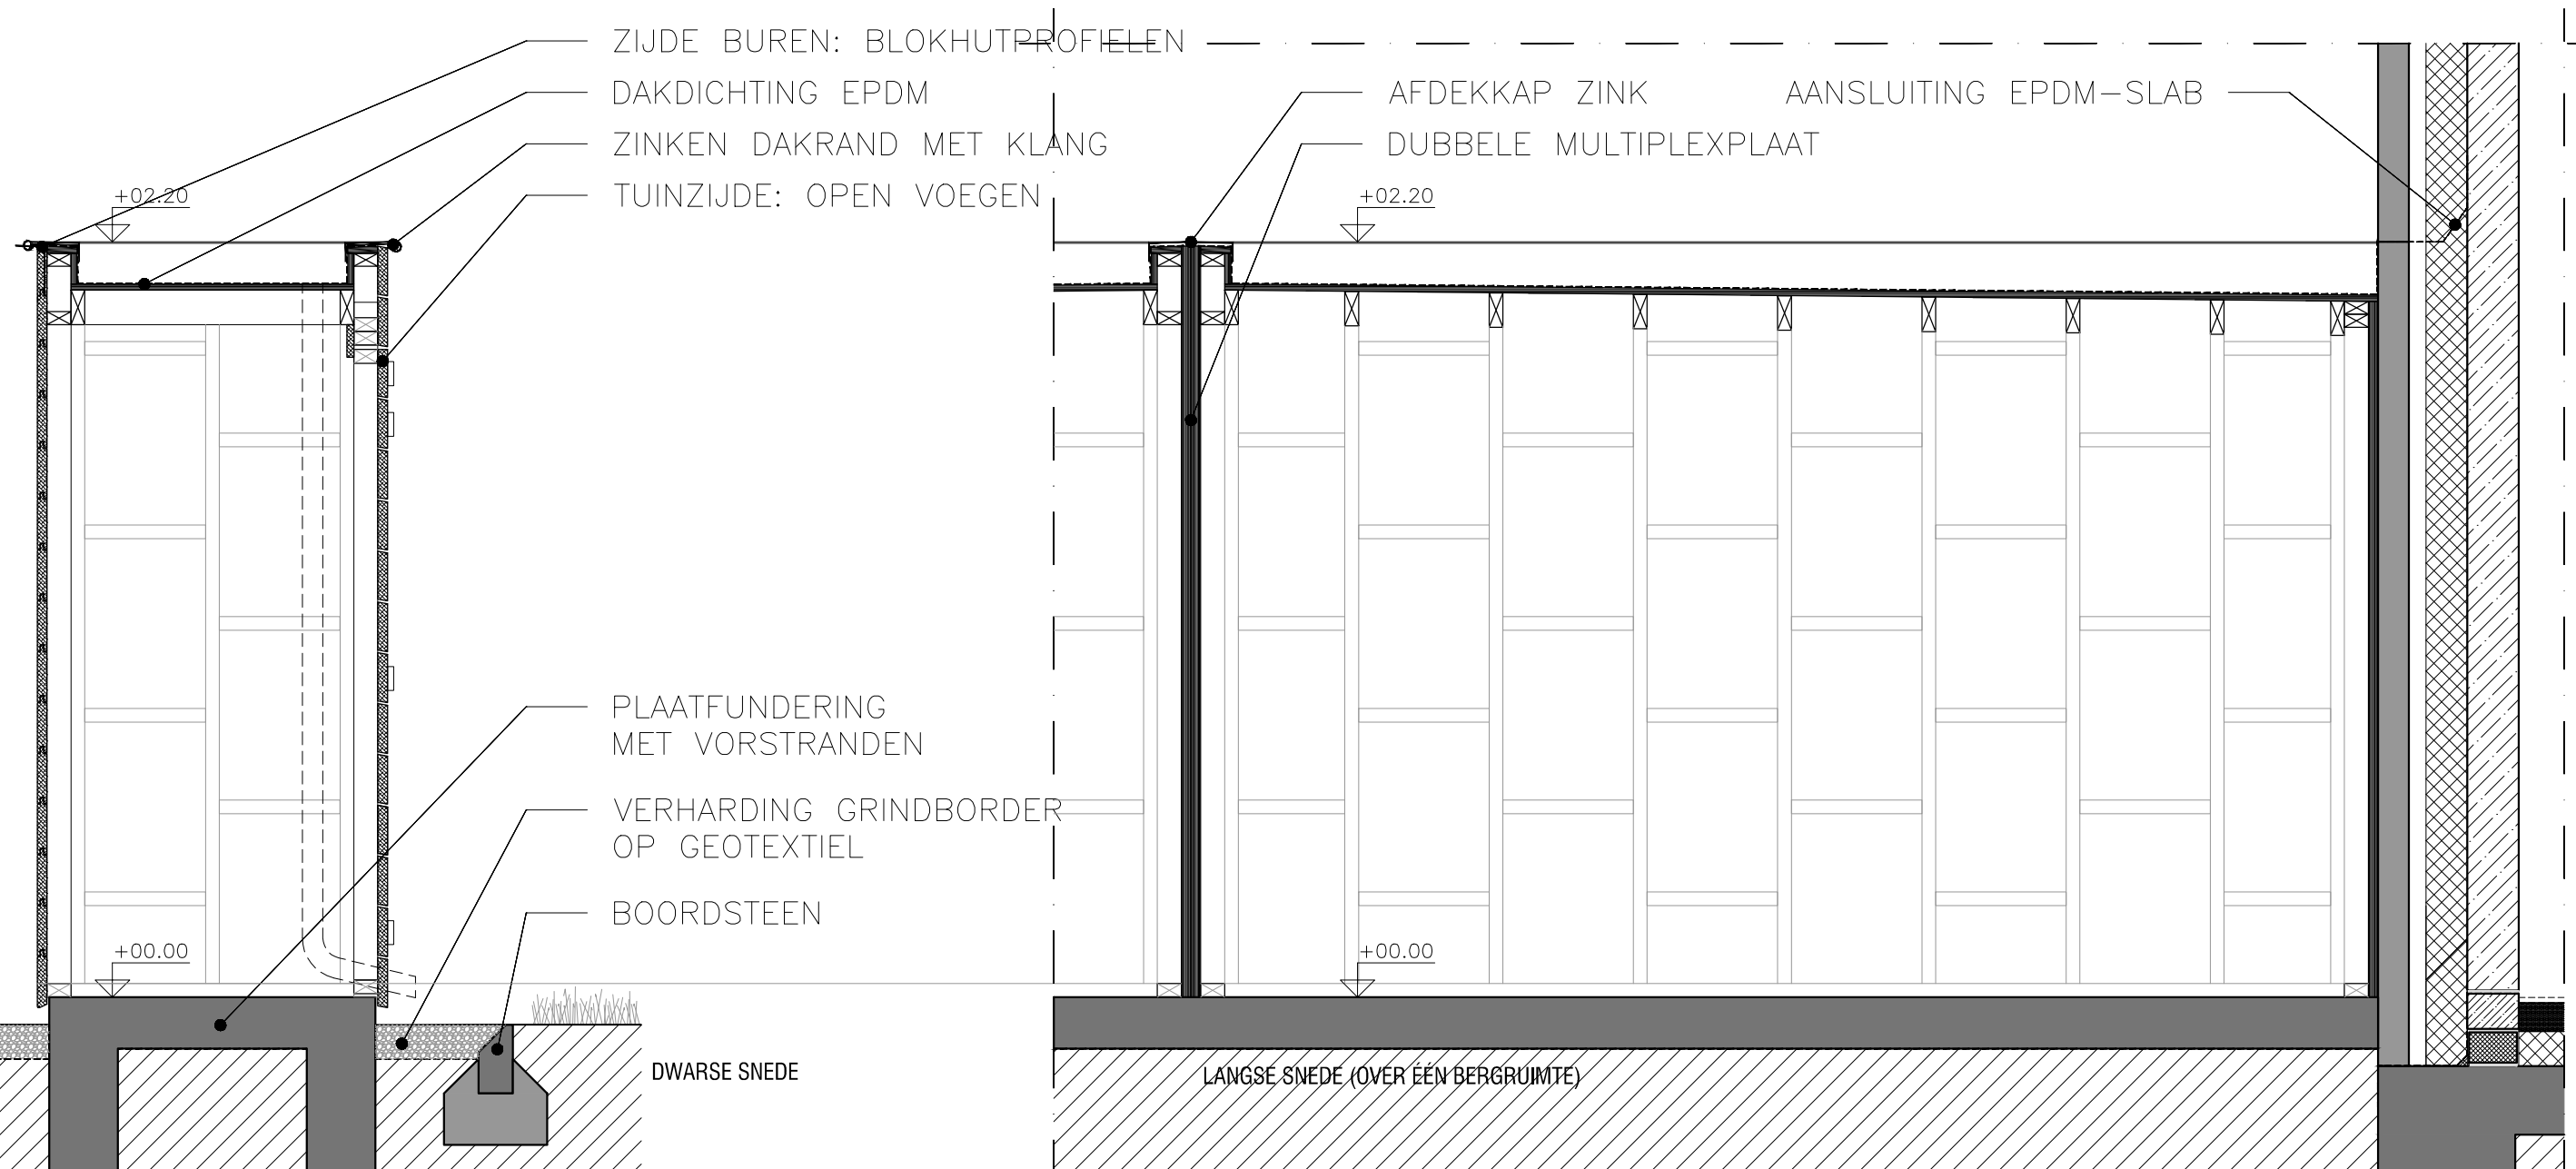 ZIJDE BUREN: BLOKHUTPROFIELEN
DAKDICHTING EPDM
ZINKEN DAKRAND MET KLANG
TUINZIJDE: OPEN VOEGEN
+02.20
PLAATFUNDERING
MET VORSTRANDEN
VERHARDING GRINDBORDER
OP GEOTEXTIEL
BOORDSTEEN
+00.00
DWARSE SNEDE
AFDEKKAP ZINK
AANSLUITING EPDM-SLAB
DUBBELE MULTIPLEXPLAAT
+02.20
+00.00
LANGSE SNEDE (OVER ÉÉN BERGRUIMTE)